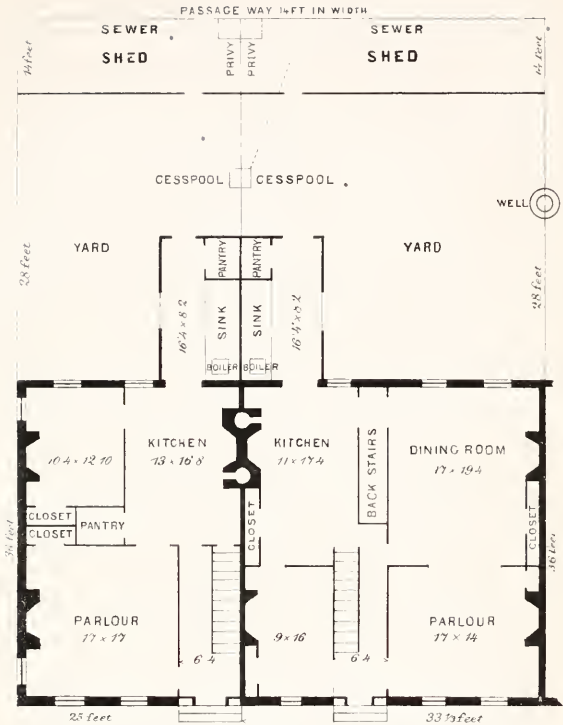 PASSAGE WAY 14FT IN WIDTH
SEWER
SHED
PRIVY
PRIVY
SEWER
SHED
14 feet
14 feet
CESSPOOL
CESSPOOL
WELL
YARD
YARD
28 feet
28 feet
PANTRY
PANTRY
SINK
SINK
16'4 x 8 2
16'4' x 8 2
BOILER
BOILER
KITCHEN
13 x 16'8
KITCHEN
11 x 17 4
BACK STAIRS
DINING ROOM
17 x 19 4
10 4 x 12 10
CLOSET
CLOSET
PANTRY
CLOSET
CLOSET
36 feet
36 feet
PARLOUR
17 x 17
6 4
9 x 16
6 4
PARLOUR
17 x 14
25 feet
33 1/3 feet